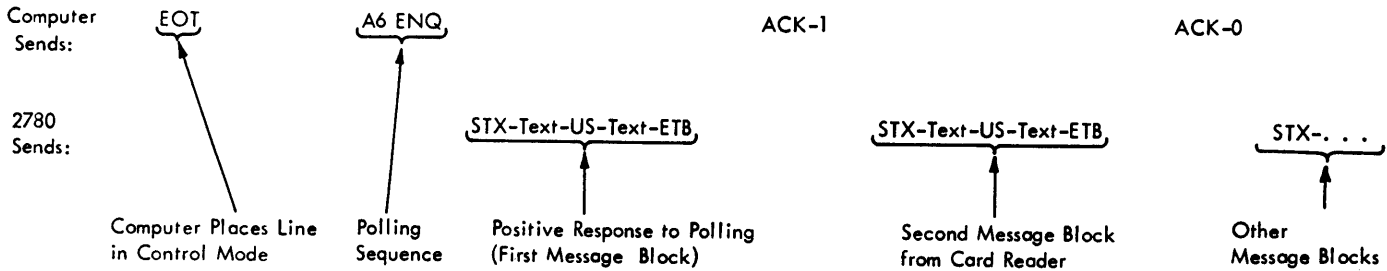 Computer Sends: EOT A6 ENQ ACK-1 ACK-0
2780 Sends: STX-Text-US-Text-ETB STX-Text-US-Text-ETB STX-. . .
Computer Places Line
in Control Mode
Polling
Sequence
Positive Response to Polling
(First Message Block)
Second Message Block
from Card Reader
Other
Message Blocks